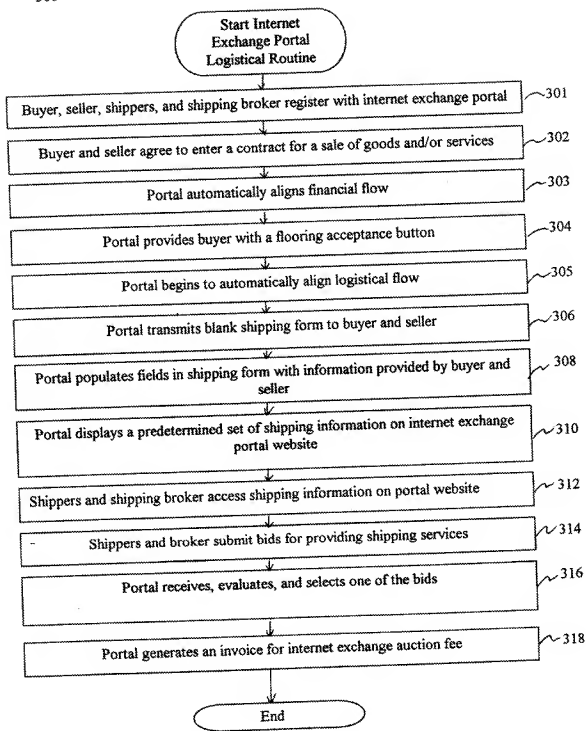 Start Internet
Exchange Portal
Logistical Routine
Buyer, seller, shippers, and shipping broker register with internet exchange portal
301
Buyer and seller agree to enter a contract for a sale of goods and/or services
302
Portal automatically aligns financial flow
303
Portal provides buyer with a flooring acceptance button
304
Portal begins to automatically align logistical flow
305
Portal transmits blank shipping form to buyer and seller
306
Portal populates fields in shipping form with information provided by buyer and
seller
308
Portal displays a predetermined set of shipping information on internet exchange
portal website
310
Shippers and shipping broker access shipping information on portal website
312
Shippers and broker submit bids for providing shipping services
314
Portal receives, evaluates, and selects one of the bids
316
Portal generates an invoice for internet exchange auction fee
318
End